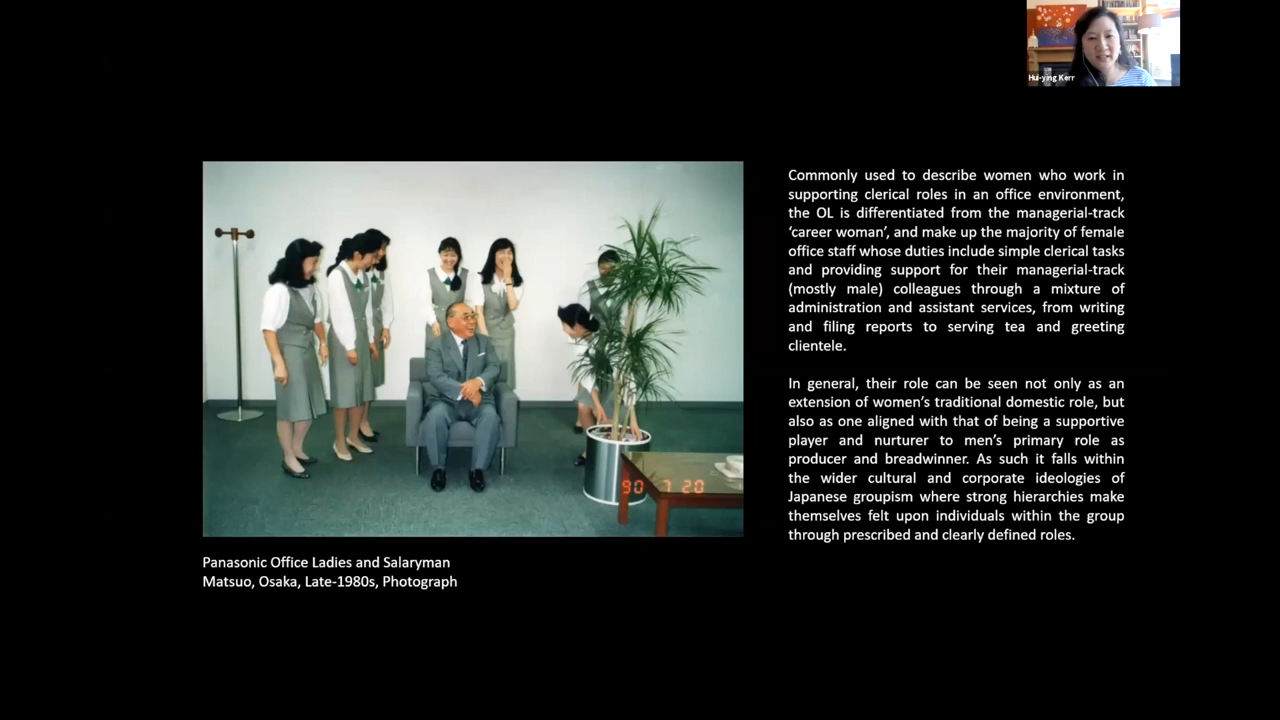 Hui-ying Kerr
Commonly used to describe women who work in
supporting clerical roles in an office environment,
the OL is differentiated from the managerial-track
‘career woman’, and make up the majority of female
office staff whose duties include simple clerical tasks
and providing support for their managerial-track
(mostly male) colleagues through a mixture of
administration and assistant services, from writing
and filing reports to serving tea and greeting
clientele.
In general, their role can be seen not only as an
extension of women’s traditional domestic role, but
also as one aligned with that of being a supportive
player and nurturer to men’s primary role as
producer and breadwinner. As such it falls within
the wider cultural and corporate ideologies of
Japanese groupism where strong hierarchies make
themselves felt upon individuals within the group
through prescribed and clearly defined roles.
90 7 20
Panasonic Office Ladies and Salaryman
Matsuo, Osaka, Late-1980s, Photograph